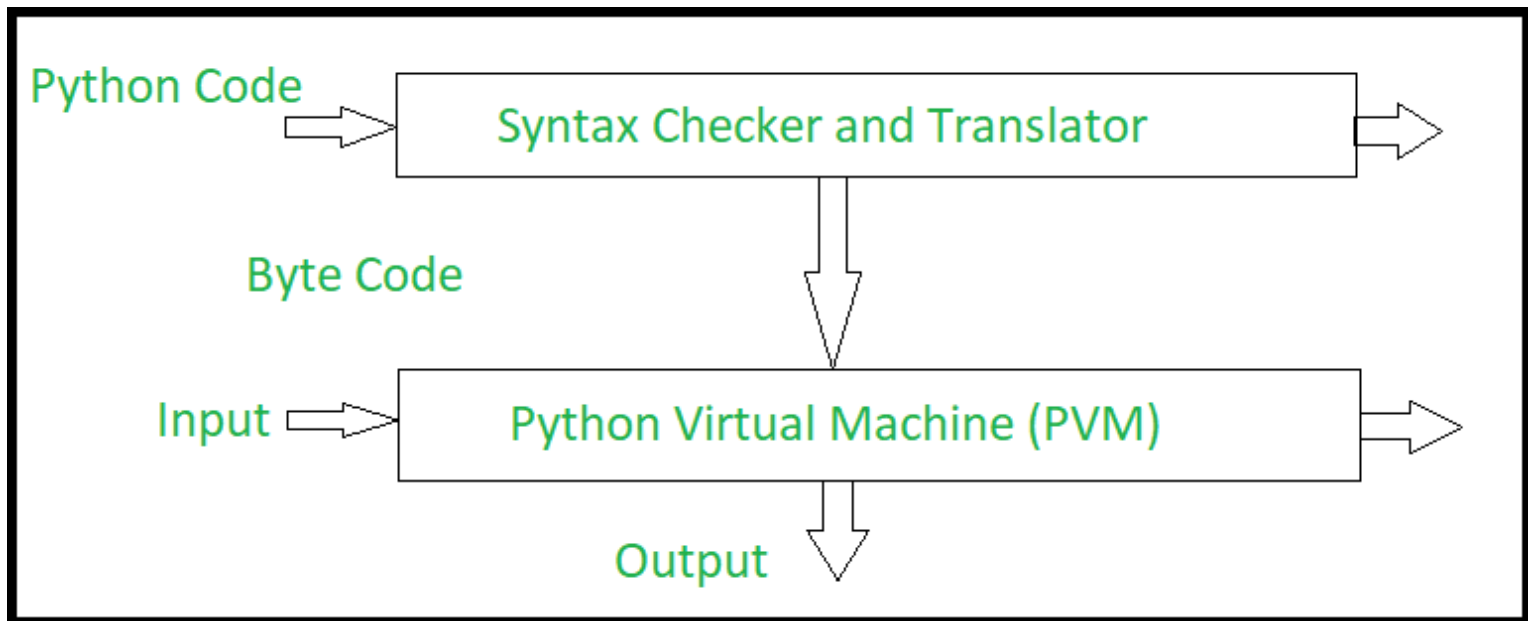 Python Code
Syntax Checker and Translator
Byte Code
Input
Python Virtual Machine (PVM)
Output